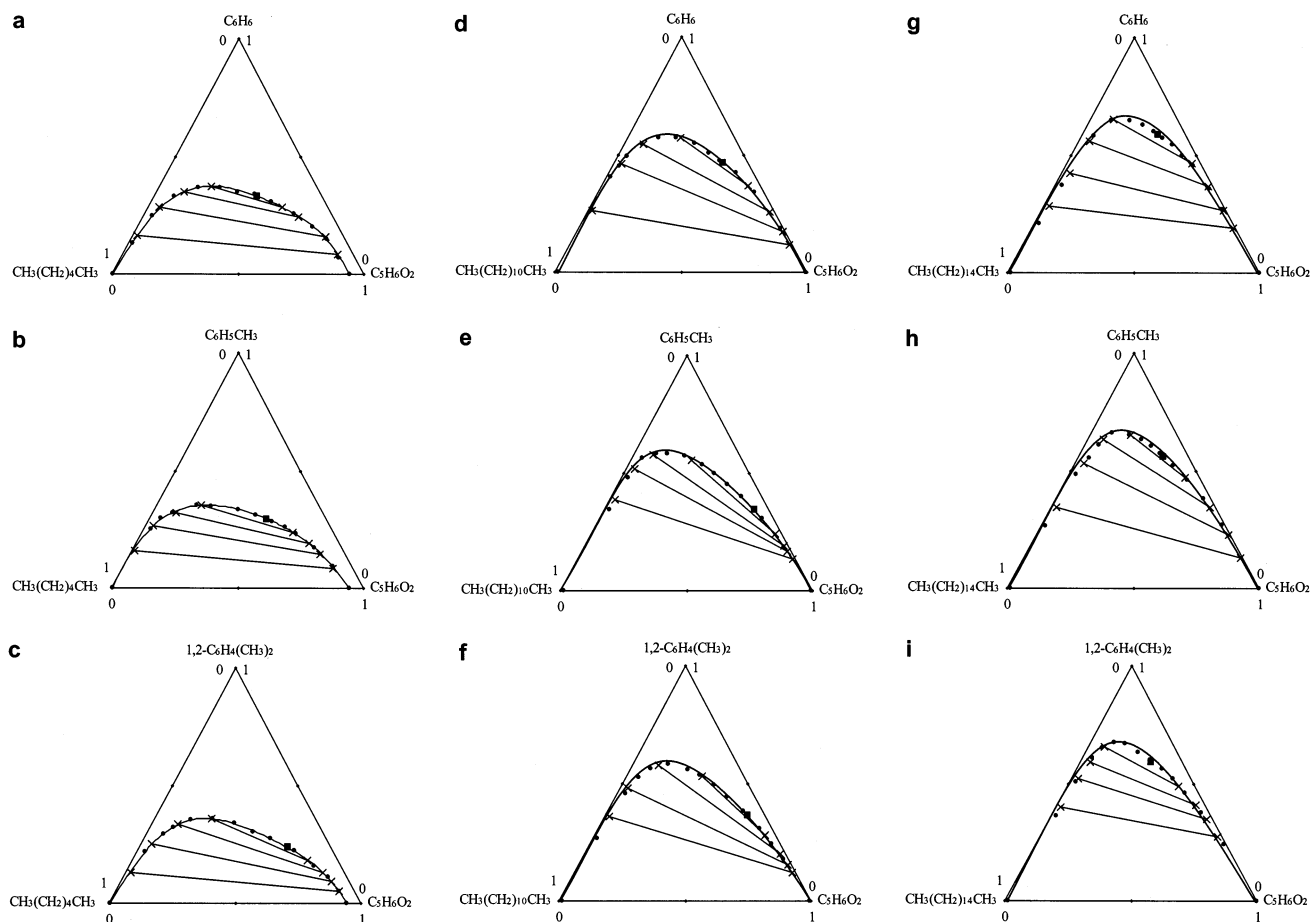 a
C₆H₆
0 1
1
0
CH₃(CH₂)₄CH₃
C₅H₆O₂
0
1
d
C₆H₆
0 1
1
0
CH₃(CH₂)₁₀CH₃
C₅H₆O₂
0
1
g
C₆H₆
0 1
1
0
CH₃(CH₂)₁₄CH₃
C₅H₆O₂
0
1
b
C₆H₅CH₃
0 1
1
0
CH₃(CH₂)₄CH₃
C₅H₆O₂
0
1
e
C₆H₅CH₃
0 1
1
0
CH₃(CH₂)₁₀CH₃
C₅H₆O₂
0
1
h
C₆H₅CH₃
0 1
1
0
CH₃(CH₂)₁₄CH₃
C₅H₆O₂
0
1
c
1,2-C₆H₄(CH₃)₂
0 1
1
0
CH₃(CH₂)₄CH₃
C₅H₆O₂
0
1
f
1,2-C₆H₄(CH₃)₂
0 1
1
0
CH₃(CH₂)₁₀CH₃
C₅H₆O₂
0
1
i
1,2-C₆H₄(CH₃)₂
0 1
1
0
CH₃(CH₂)₁₄CH₃
C₅H₆O₂
0
1